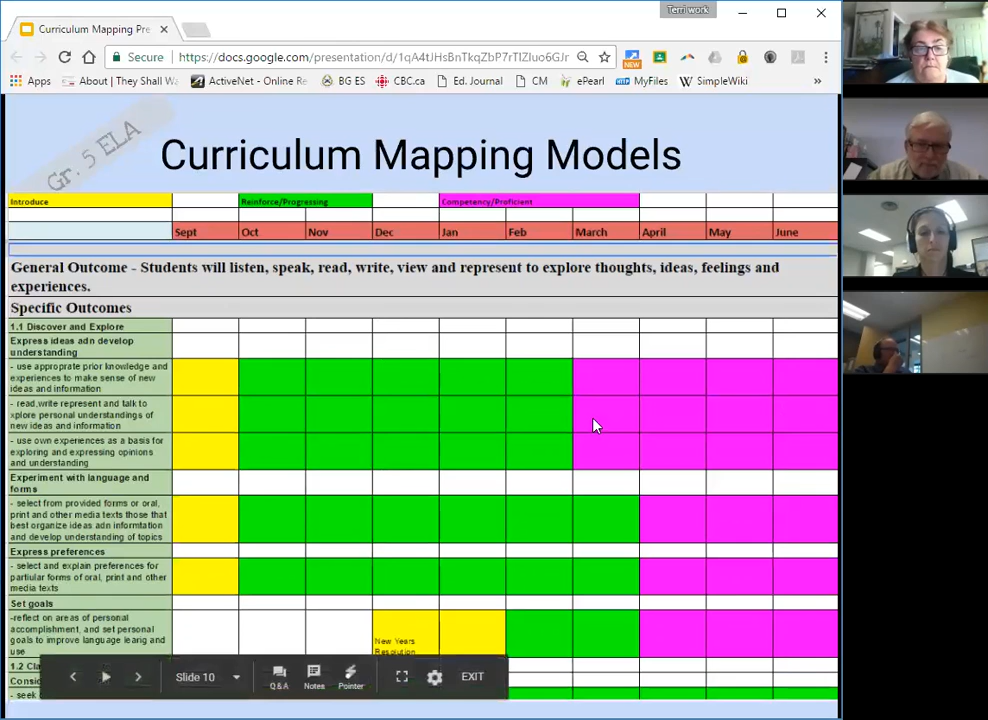 Terri work
Curriculum Mapping Pre
Secure
https://docs.google.com/presentation/d/1qA4tJHsBnTkqZbP7rTIZluo6GJr
NEW
Apps
About | They Shall Wa
ActiveNet - Online Re
BG ES
CBC.ca
Ed. Journal
CM
ePearl
MyFiles
SimpleWiki
Gr. 5 ELA
Curriculum Mapping Models
Introduce
Reinforce/Progressing
Competency/Proficient
Sept Oct Nov Dec Jan Feb March April May June
General Outcome - Students will listen, speak, read, write, view and represent to explore thoughts, ideas, feelings and
experiences.
Specific Outcomes
1.1 Discover and Explore
Express ideas adn develop
understanding
- use approprate prior knowledge and
experiences to make sense of new
ideas and information
- read,write represent and talk to
xplore personal understandings of
new ideas and information
- use own experiences as a basis for
exploring and expressing opinions
and understanding
Experiment with language and
forms
- select from provided forms or oral,
print and other media texts those that
best organize ideas adn informtation
and develop understanding of topics
Express preferences
- select and explain preferences for
partiular forms of oral, print and other
media texts
Set goals
-reflect on areas of personal
accomplishment, and set personal
goals to improve language learig and
use
New Years
Resolution
1.2 Cla
Consi
- seek
Slide 10
Q&A
Notes
Pointer
EXIT